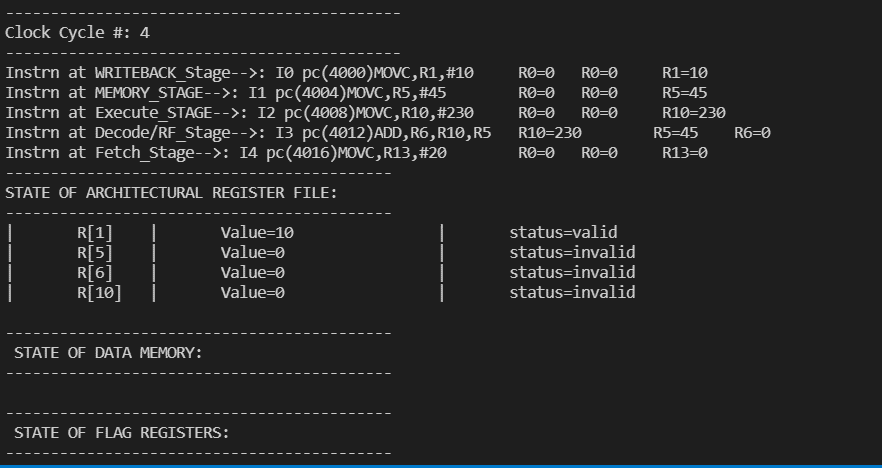 --------------------------------------------
Clock Cycle #: 4
--------------------------------------------
Instrn at WRITEBACK_Stage-->: I0 pc(4000)MOVC,R1,#10     R0=0   R0=0     R1=10
Instrn at MEMORY_STAGE-->: I1 pc(4004)MOVC,R5,#45        R0=0   R0=0     R5=45
Instrn at Execute_STAGE-->: I2 pc(4008)MOVC,R10,#230     R0=0   R0=0     R10=230
Instrn at Decode/RF_Stage-->: I3 pc(4012)ADD,R6,R10,R5   R10=230        R5=45    R6=0
Instrn at Fetch_Stage-->: I4 pc(4016)MOVC,R13,#20        R0=0   R0=0     R13=0
-------------------------------------------
STATE OF ARCHITECTURAL REGISTER FILE:
-------------------------------------------
|       R[1]    |       Value=10                |       status=valid
|       R[5]    |       Value=0                 |       status=invalid
|       R[6]    |       Value=0                 |       status=invalid
|       R[10]   |       Value=0                 |       status=invalid
-------------------------------------------
 STATE OF DATA MEMORY:
-------------------------------------------
-------------------------------------------
 STATE OF FLAG REGISTERS:
-------------------------------------------